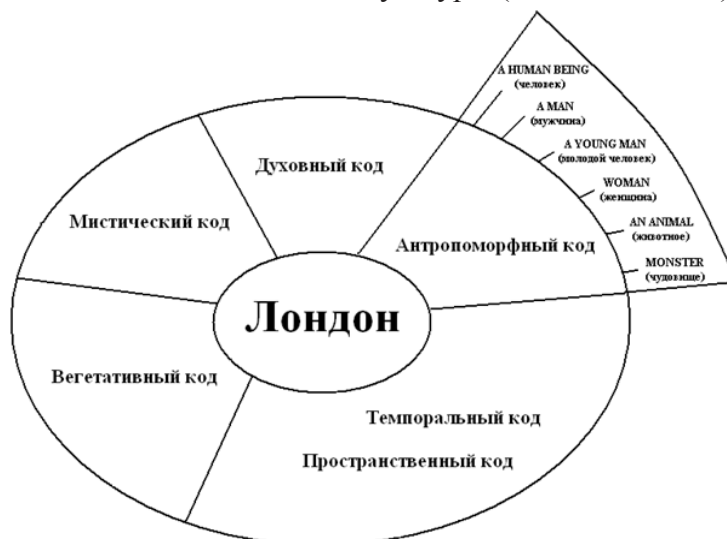 A HUMAN BEING
(человек)
A MAN
(мужчина)
A YOUNG MAN
(молодой человек)
WOMAN
(женщина)
AN ANIMAL
(животное)
MONSTER
(чудовище)
Духовный код
Мистический код
Антропоморфный код
Лондон
Вегетативный код
Темпоральный код
Пространственный код